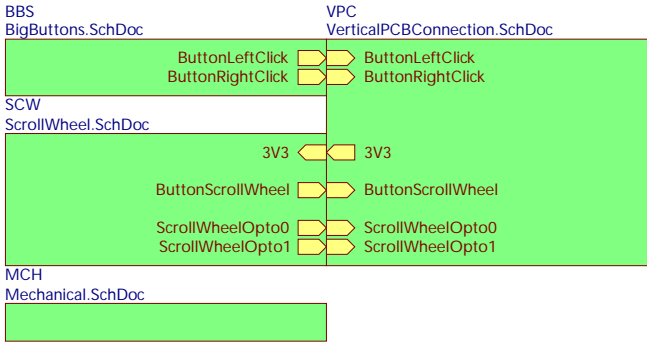 BBS
BigButtons.SchDoc
VPC
VerticalPCBConnection.SchDoc
ButtonLeftClick
ButtonLeftClick
ButtonRightClick
ButtonRightClick
SCW
ScrollWheel.SchDoc
3V3
3V3
ButtonScrollWheel
ButtonScrollWheel
ScrollWheelOpto0
ScrollWheelOpto0
ScrollWheelOpto1
ScrollWheelOpto1
MCH
Mechanical.SchDoc